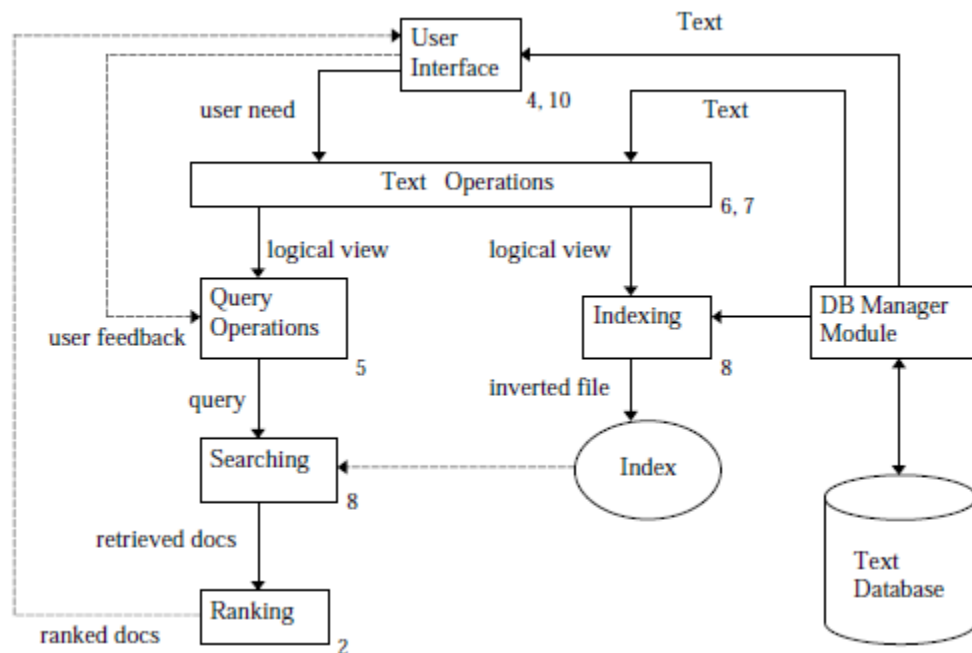 Text
User
Interface
4, 10
user need
Text
Text Operations
6, 7
logical view
logical view
Query
Operations
Indexing
DB Manager
Module
user feedback
5
8
query
inverted file
Searching
Index
8
retrieved docs
Text
Database
Ranking
ranked docs
2